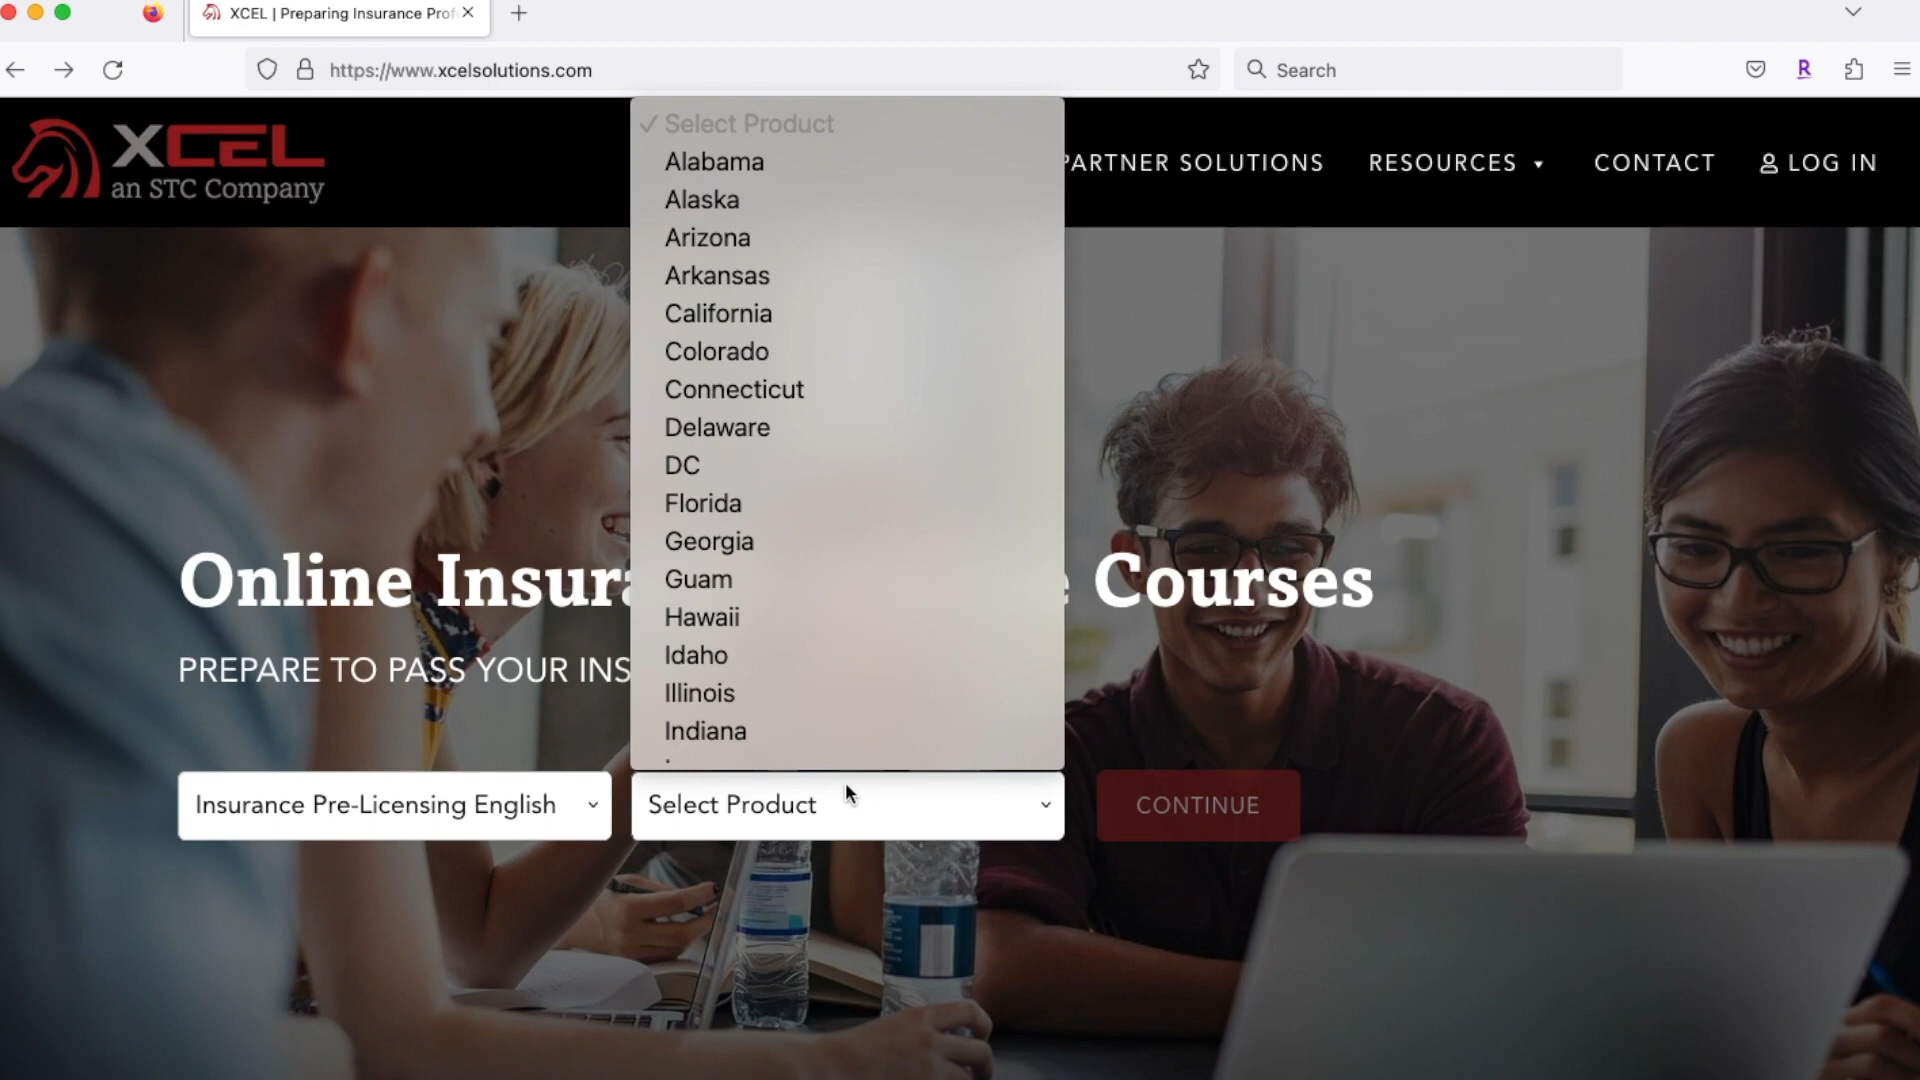 XCEL | Preparing Insurance Prof
https://www.xcelsolutions.com
Search
XCEL
an STC Company
PARTNER SOLUTIONS
RESOURCES
CONTACT
LOG IN
Select Product
Alabama
Alaska
Arizona
Arkansas
California
Colorado
Connecticut
Delaware
DC
Florida
Georgia
Guam
Hawaii
Idaho
Illinois
Indiana
Online Insura e Courses
PREPARE TO PASS YOUR INS
Insurance Pre-Licensing English
Select Product
CONTINUE